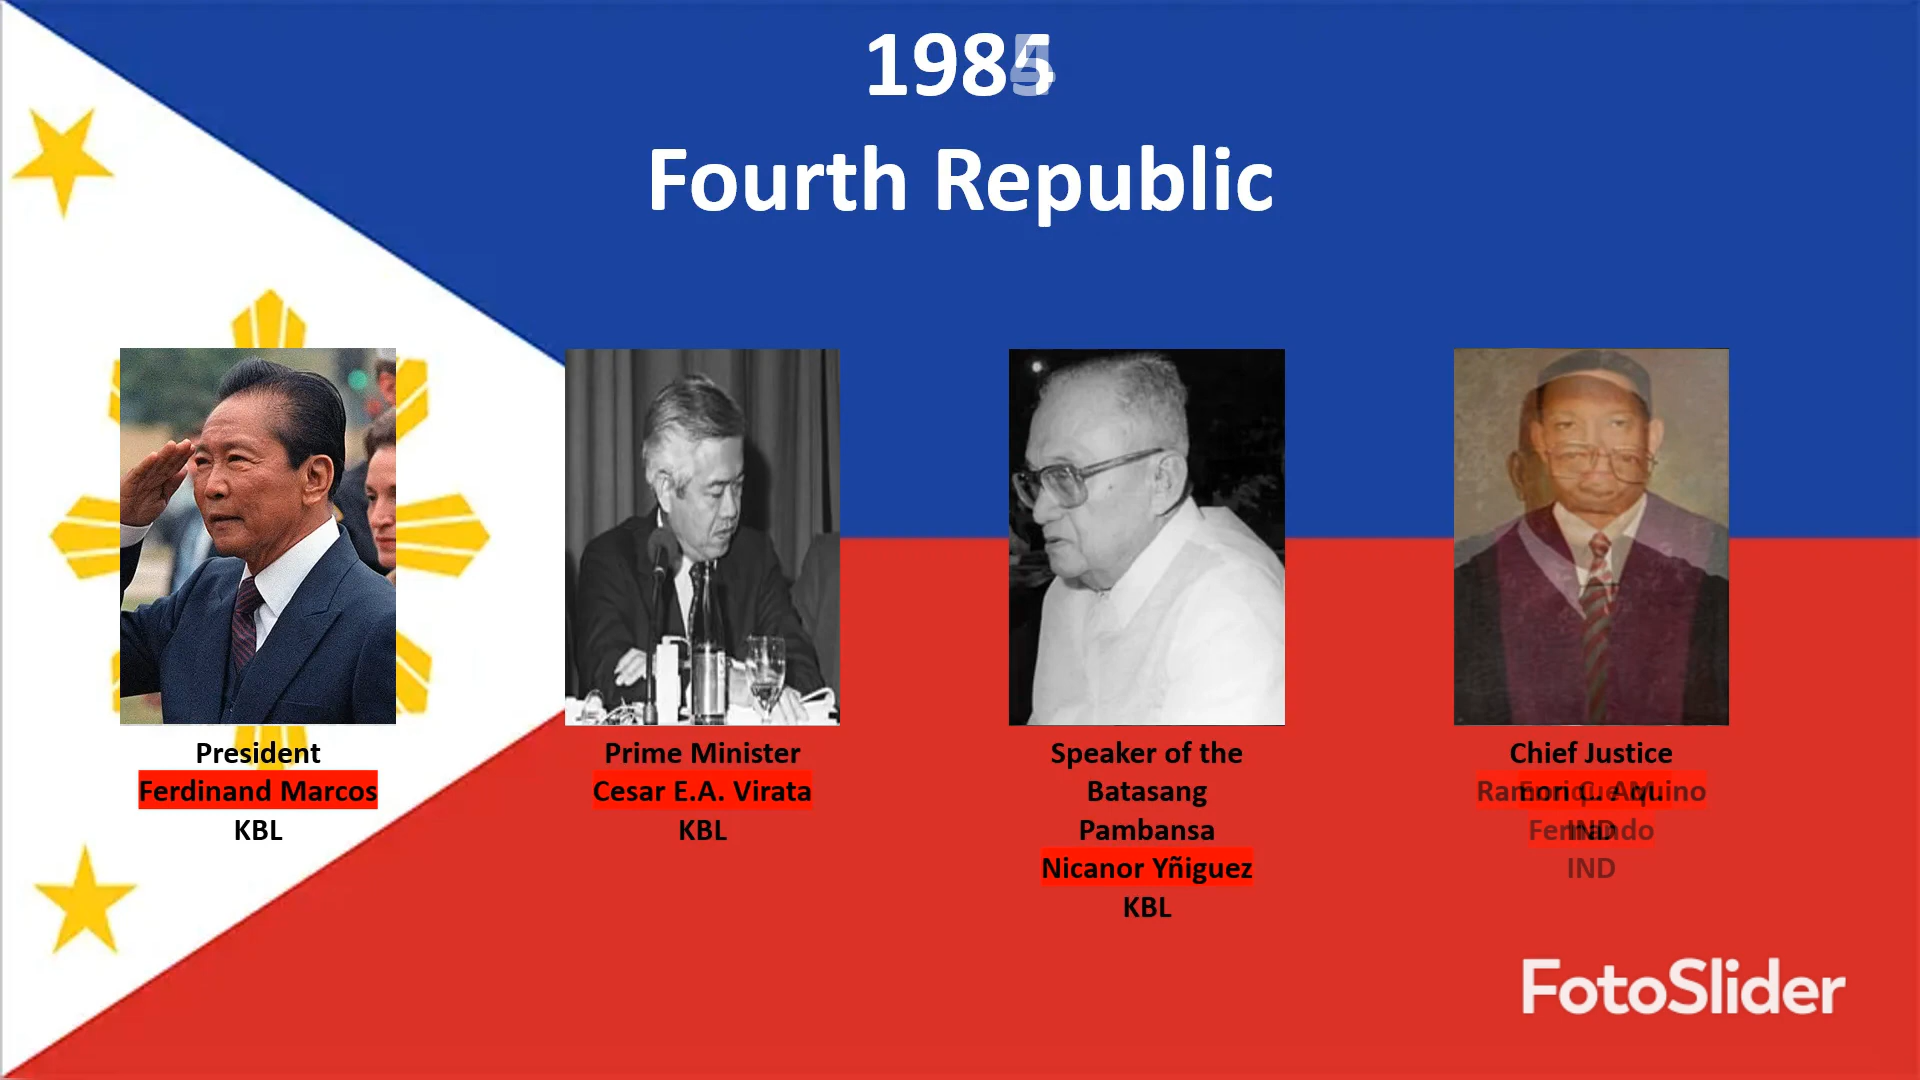 198
Fourth Republic
President
Ferdinand Marcos
KBL
Prime Minister
Cesar E.A. Virata
KBL
Speaker of the
Batasang
Pambansa
Nicanor Yñiguez
KBL
Chief Justice
IND
FotoSlider